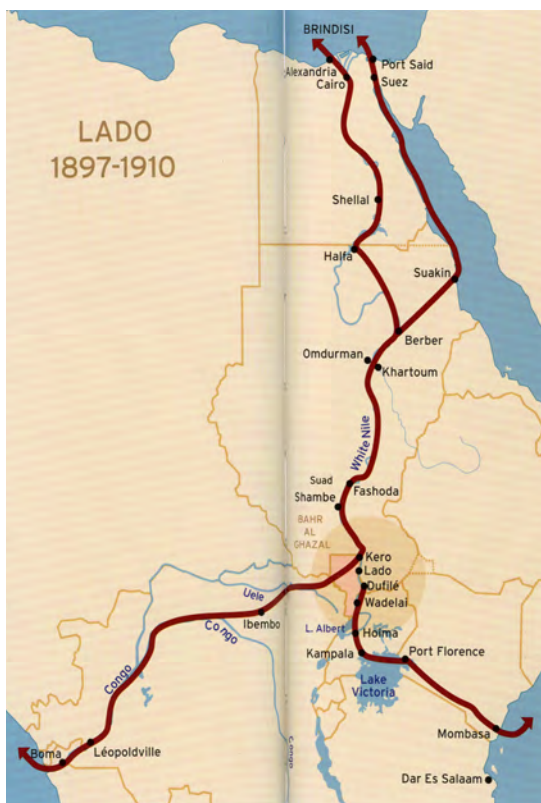 BRINDISI
Alexandria
Cairo
Port Said
Suez
LADO
1897-1910
Shellal
Halfa
Suakin
Berber
Omdurman
Khartoum
White Nile
Suad
Shambe
Fashoda
BAHR
AL
GHAZAL
Kero
Lado
Dufilé
Wadelai
Uele
Ibembo
Congo
L. Albert
Hoima
Kampala
Port Florence
Lake
Victoria
Congo
Boma
Léopoldville
Mombasa
Congo
Dar Es Salaam